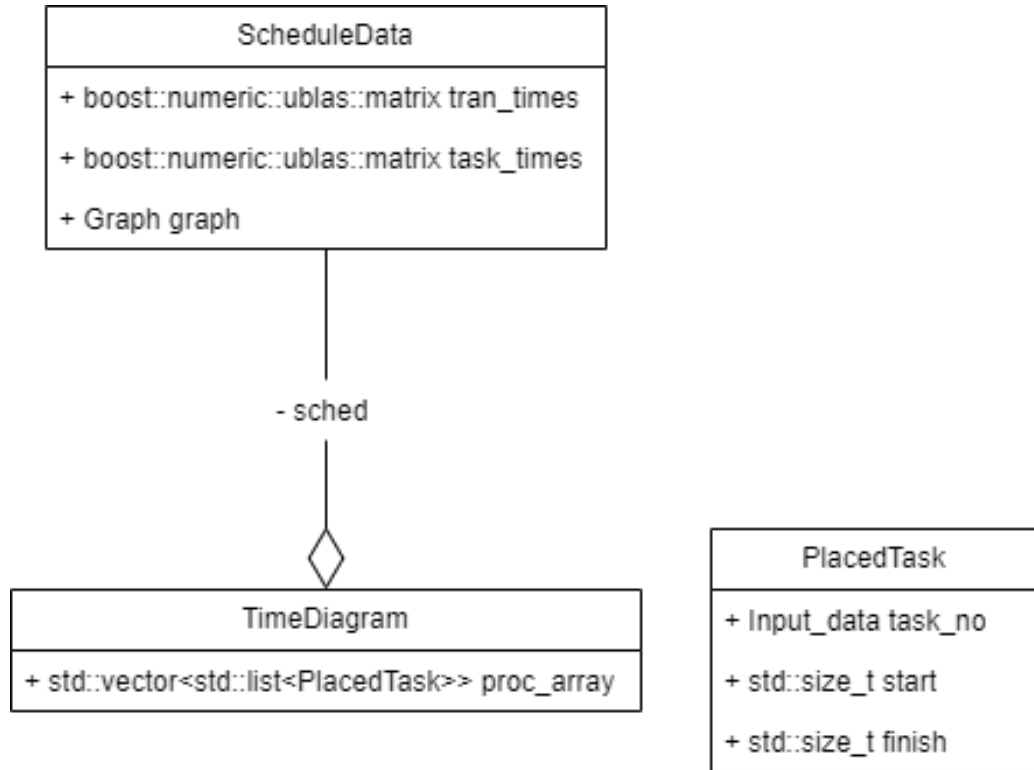 ScheduleData
+ boost::numeric::ublas::matrix tran_times
+ boost::numeric::ublas::matrix task_times
+ Graph graph
- sched
TimeDiagram
+ std::vector<std::list<PlacedTask>> proc_array
PlacedTask
+ Input_data task_no
+ std::size_t start
+ std::size_t finish